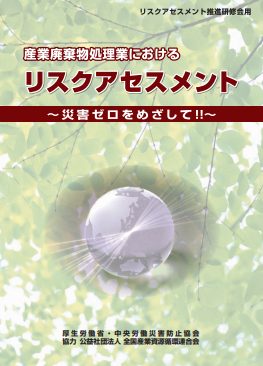 リスクアセスメント推進研修会用
産業廃棄物処理業における
リスクアセスメント
～災害ゼロをめざして!!～
厚生労働省・中央労働災害防止協会
協力 公益社団法人 全国産業資源循環連合会